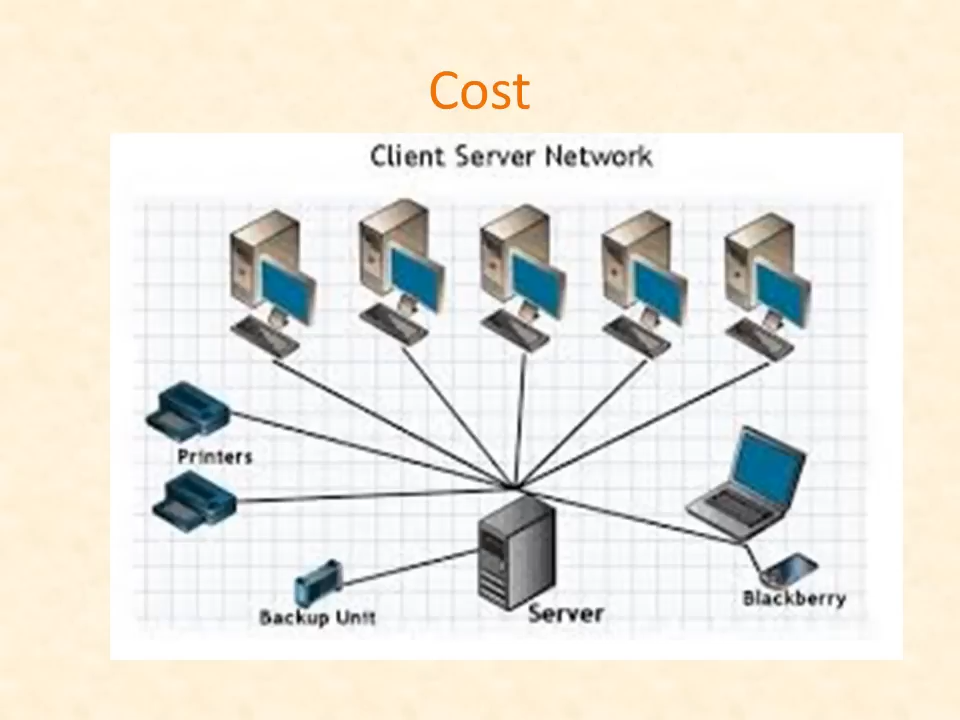 Cost
Client Server Network
Printers
Backup Unit
Server
Blackberry